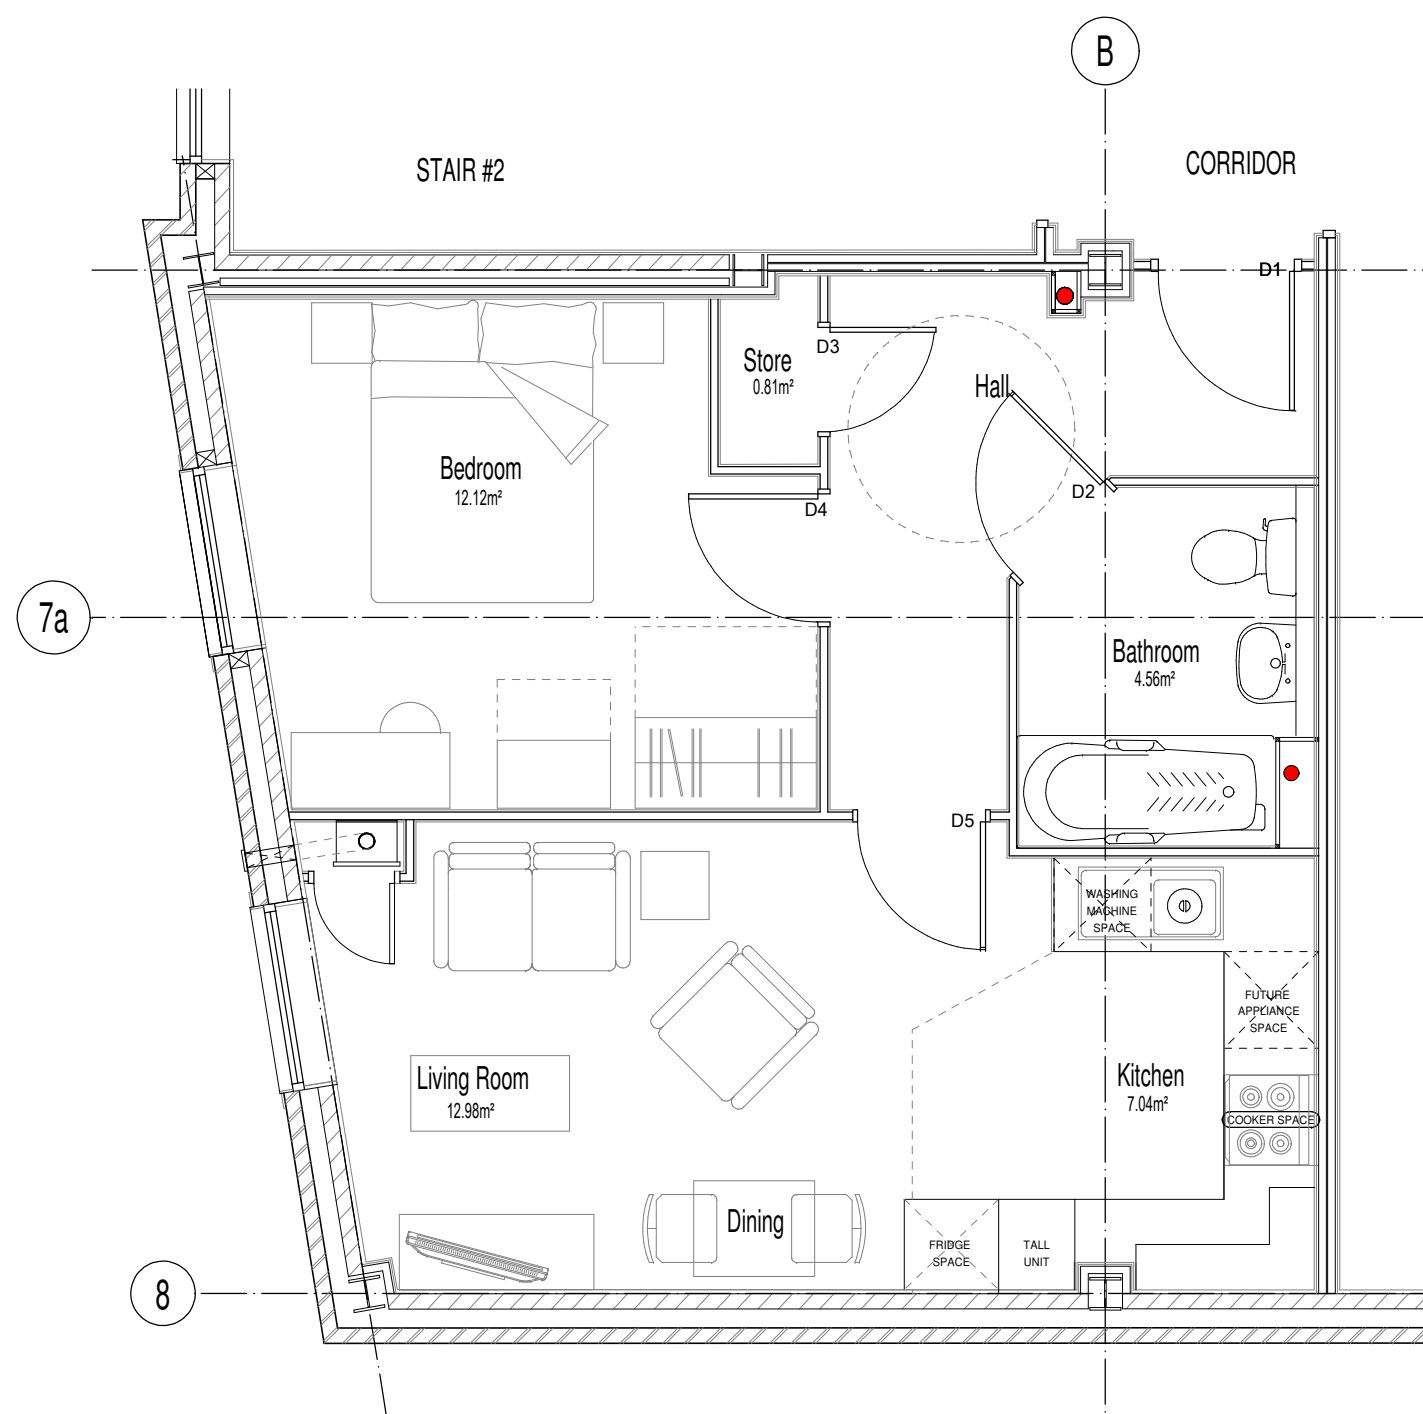 B
STAIR #2
CORRIDOR
D1
D3
Store
0.81m²
Hall
Bedroom
12.12m²
D2
D4
7a
Bathroom
4.56m²
D5
WASHING
MACHINE
SPACE
FUTURE
APPLIANCE
SPACE
Living Room
12.98m²
Kitchen
7.04m²
COOKER SPACE
Dining
FRIDGE
SPACE
TALL
UNIT
8